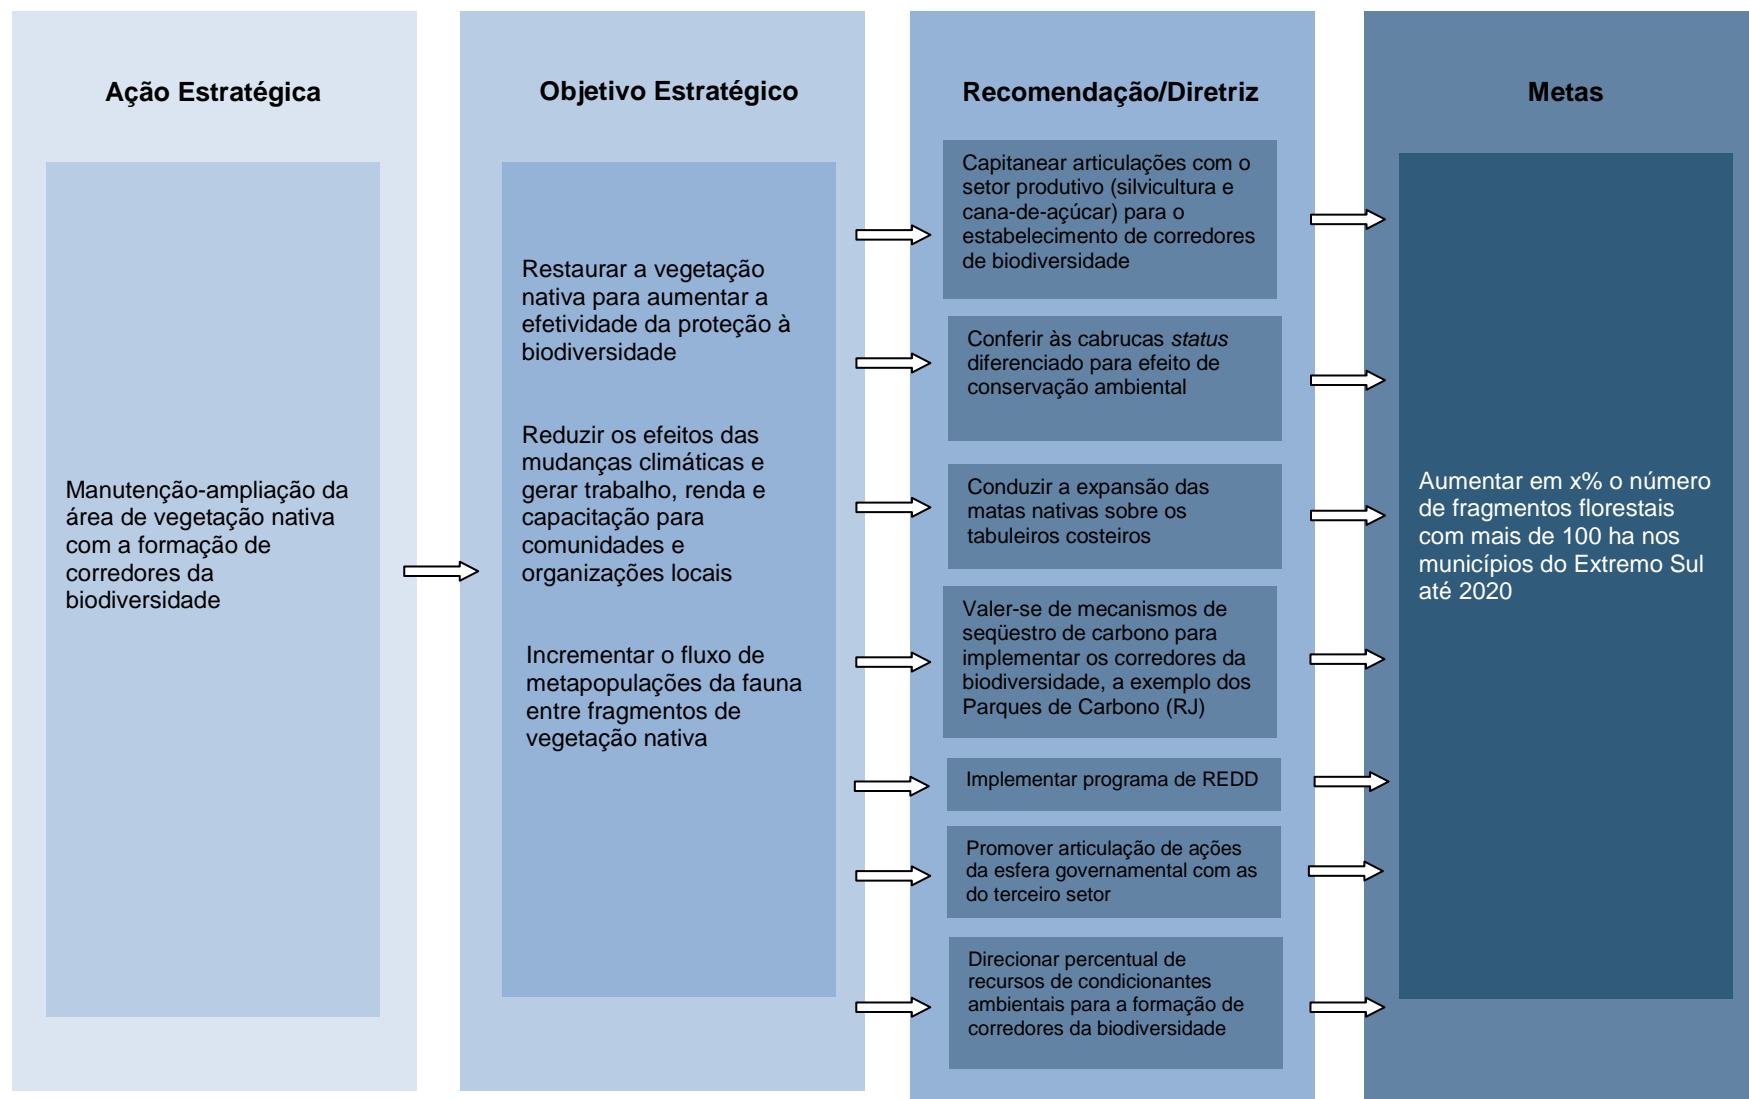 Ação Estratégica
Manutenção-ampliação da
área de vegetação nativa
com a formação de
corredores da
biodiversidade
Objetivo Estratégico
Restaurar a vegetação
nativa para aumentar a
efetividade da proteção à
biodiversidade
Reduzir os efeitos das
mudanças climáticas e
gerar trabalho, renda e
capacitação para
comunidades e
organizações locais
Incrementar o fluxo de
metapopulações da fauna
entre fragmentos de
vegetação nativa
Recomendação/Diretriz
Capitanear articulações com o
setor produtivo (silvicultura e
cana-de-açúcar) para o
estabelecimento de corredores
de biodiversidade
Conferir às cabrucas status
diferenciado para efeito de
conservação ambiental
Conduzir a expansão das
matas nativas sobre os
tabuleiros costeiros
Valer-se de mecanismos de
seqüestro de carbono para
implementar os corredores da
biodiversidade, a exemplo dos
Parques de Carbono (RJ)
Implementar programa de REDD
Promover articulação de ações
da esfera governamental com as
do terceiro setor
Direcionar percentual de
recursos de condicionantes
ambientais para a formação de
corredores da biodiversidade
Metas
Aumentar em x% o número
de fragmentos florestais
com mais de 100 ha nos
municípios do Extremo Sul
até 2020